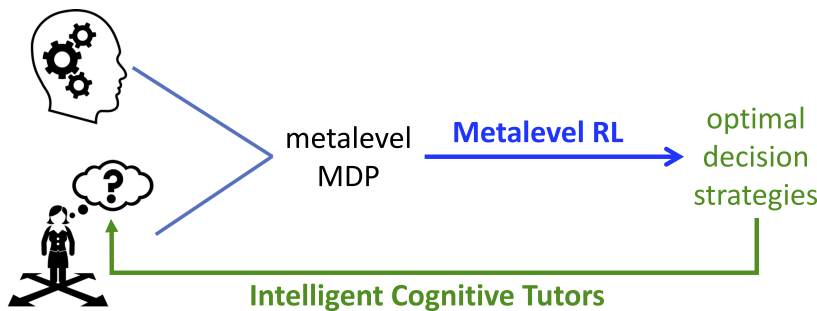 metalevel
MDP
Metalevel RL
optimal
decision
strategies
?
Intelligent Cognitive Tutors